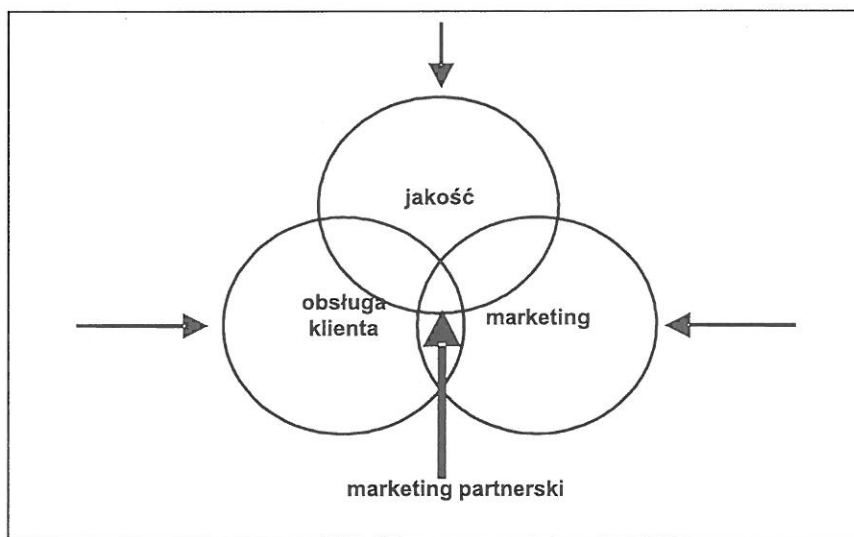 jakość
obsługa
klienta
marketing
marketing partnerski